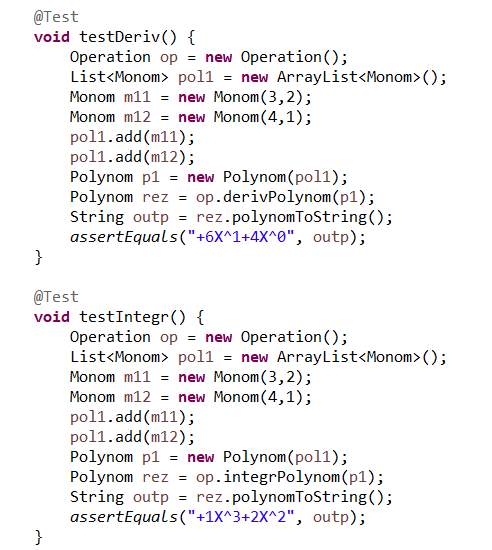 @Test
void testDeriv() {
    Operation op = new Operation();
    List<Monom> pol1 = new ArrayList<Monom>();
    Monom m11 = new Monom(3,2);
    Monom m12 = new Monom(4,1);
    pol1.add(m11);
    pol1.add(m12);
    Polynom p1 = new Polynom(pol1);
    Polynom rez = op.derivPolynom(p1);
    String outp = rez.polynomToString();
    assertEquals("+6X^1+4X^0", outp);
}
@Test
void testIntegr() {
    Operation op = new Operation();
    List<Monom> pol1 = new ArrayList<Monom>();
    Monom m11 = new Monom(3,2);
    Monom m12 = new Monom(4,1);
    pol1.add(m11);
    pol1.add(m12);
    Polynom p1 = new Polynom(pol1);
    Polynom rez = op.integrPolynom(p1);
    String outp = rez.polynomToString();
    assertEquals("+1X^3+2X^2", outp);
}